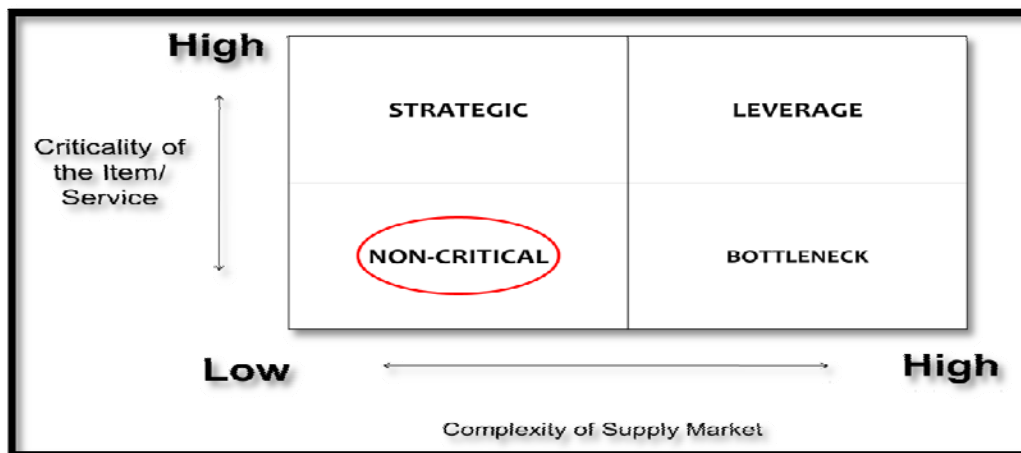 High
STRATEGIC
LEVERAGE
Criticality of
the Item/
Service
NON-CRITICAL
BOTTLENECK
Low
High
Complexity of Supply Market